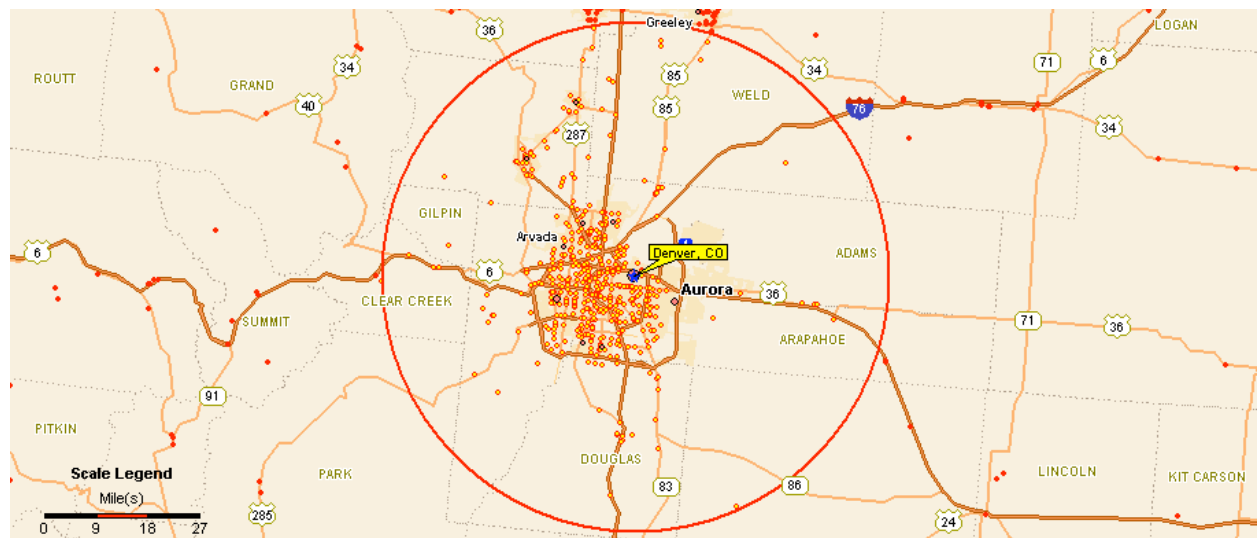 Greeley
LOGAN
36
34
6
71
ROUTT
GRAND
34
85
WELD
40
85
76
287
34
GILPIN
Arvada
6
Denver, CO
ADAMS
6
Aurora
36
CLEAR CREEK
SUMMIT
71
36
ARAPAHOE
91
PITKIN
DOUGLAS
Scale Legend
PARK
LINCOLN
KIT CARSON
Mile(s)
83
86
0 9 18 27
285
24